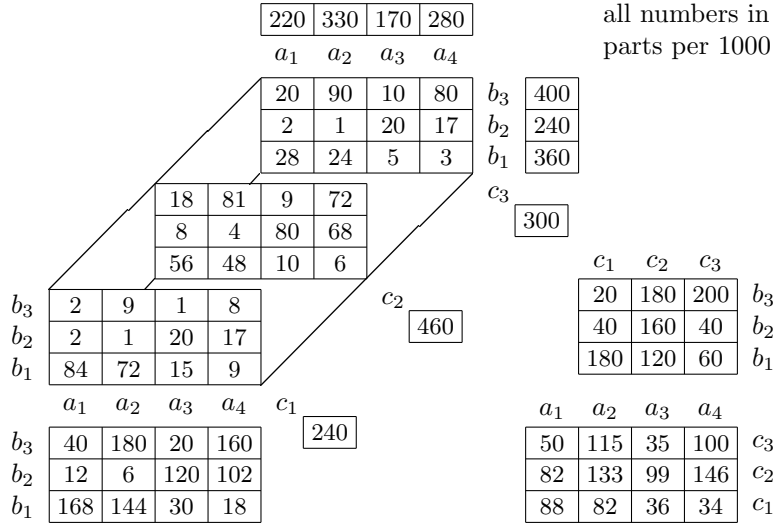 220 330 170 280 all numbers in
a₁ a₂ a₃ a₄ parts per 1000
20 90 10 80 b₃ 400
2 1 20 17 b₂ 240
28 24 5 3 b₁ 360
18 81 9 72 c₃
8 4 80 68 300
56 48 10 6 c₁ c₂ c₃
b₃ 2 9 1 8 c₂ 20 180 200 b₃
b₂ 2 1 20 17 460 40 160 40 b₂
b₁ 84 72 15 9 180 120 60 b₁
a₁ a₂ a₃ a₄ c₁ a₁ a₂ a₃ a₄
b₃ 40 180 20 160 240 50 115 35 100 c₃
b₂ 12 6 120 102 82 133 99 146 c₂
b₁ 168 144 30 18 88 82 36 34 c₁